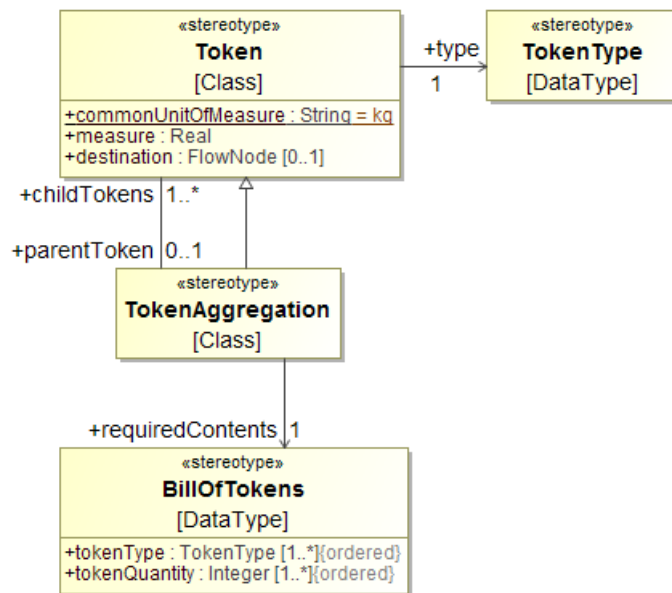 «stereotype»
Token
[Class]
+commonUnitOfMeasure : String = kg
+measure : Real
+destination : FlowNode [0..1]
+type
1
«stereotype»
TokenType
[DataType]
+childTokens 1..*
+parentToken 0..1
«stereotype»
TokenAggregation
[Class]
+requiredContents 1
«stereotype»
BillOfTokens
[DataType]
+tokenType : TokenType [1..*]{ordered}
+tokenQuantity : Integer [1..*]{ordered}